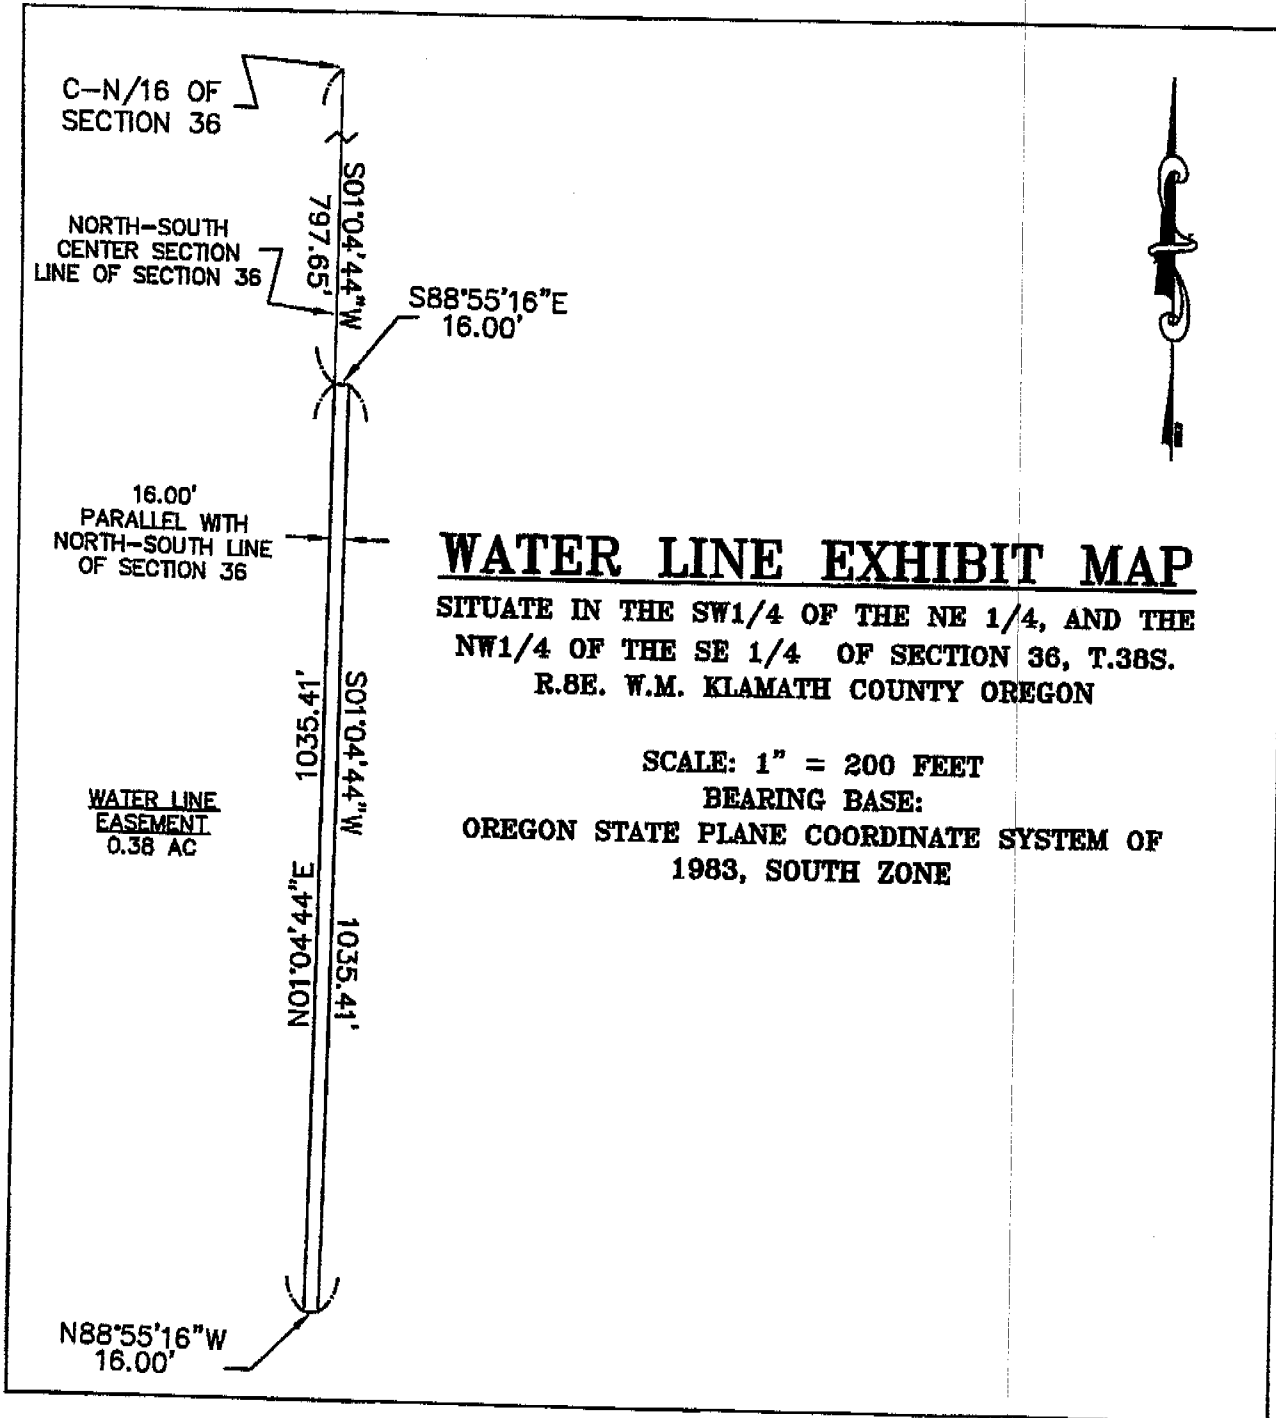 C-N/16 OF
SECTION 36
S01°04'44"W
797.65'
NORTH-SOUTH
CENTER SECTION
LINE OF SECTION 36
S88°55'16"E
16.00'
16.00'
PARALLEL WITH
NORTH-SOUTH LINE
OF SECTION 36
WATER LINE EXHIBIT MAP
SITUATE IN THE SW1/4 OF THE NE 1/4, AND THE
NW1/4 OF THE SE 1/4 OF SECTION 36, T.38S.
R.8E. W.M. KLAMATH COUNTY OREGON
SCALE: 1" = 200 FEET
BEARING BASE:
OREGON STATE PLANE COORDINATE SYSTEM OF
1983, SOUTH ZONE
N01°04'44"E 1035.41'
S01°04'44"W 1035.41'
WATER LINE
EASEMENT
0.38 AC
N88°55'16"W
16.00'